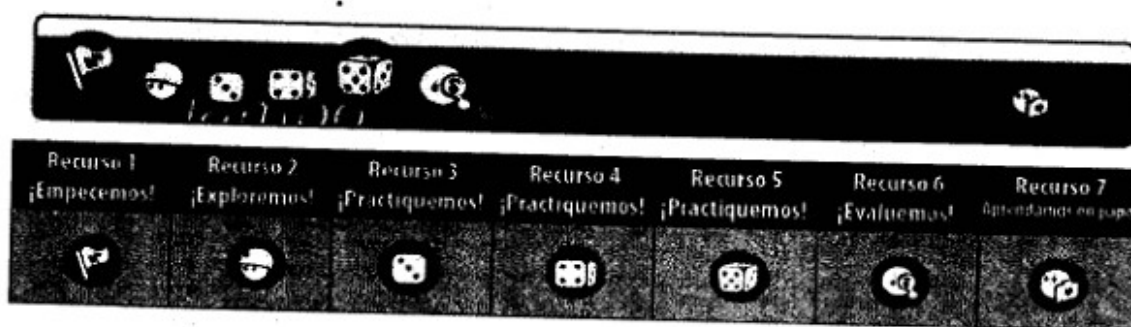 Recurso 1
¡Empecemos!
Recurso 2
¡Exploremos!
Recurso 3
¡Practiquemos!
Recurso 4
¡Practiquemos!
Recurso 5
¡Practiquemos!
Recurso 6
¡Evaluemos!
Recurso 7